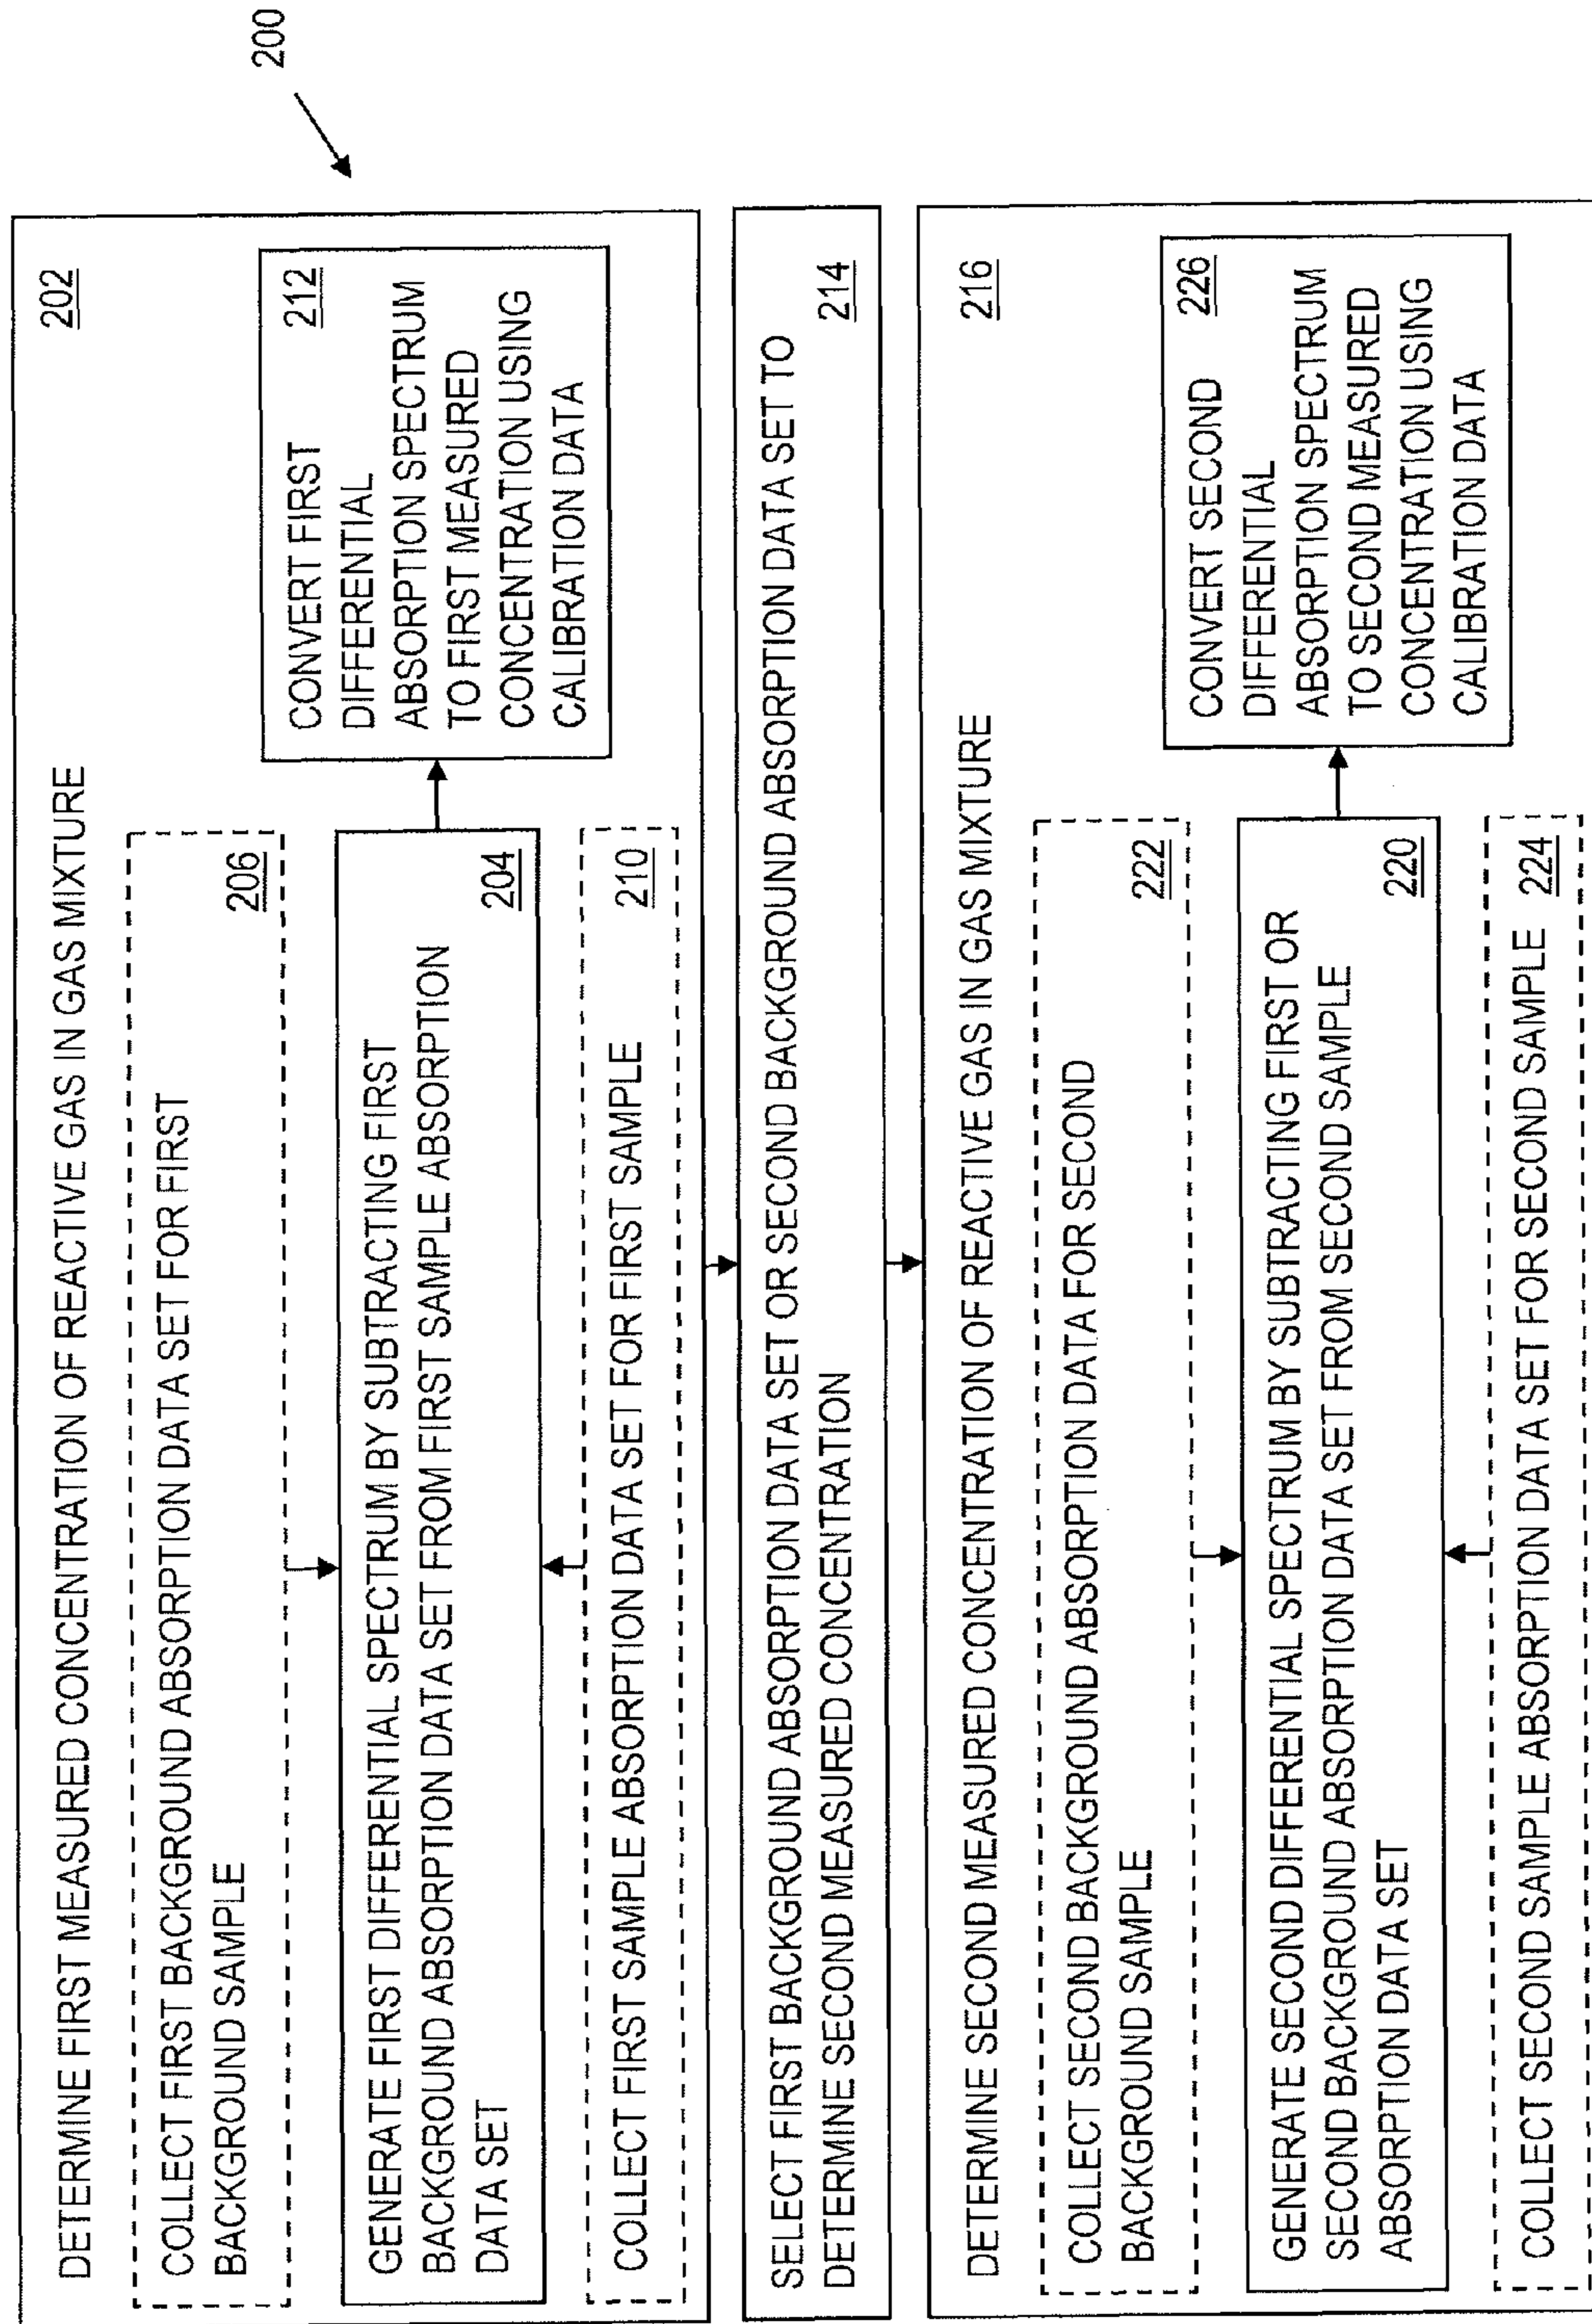 200
DETERMINE FIRST MEASURED CONCENTRATION OF REACTIVE GAS IN GAS MIXTURE
202
COLLECT FIRST BACKGROUND ABSORPTION DATA SET FOR FIRST
BACKGROUND SAMPLE
206
GENERATE FIRST DIFFERENTIAL SPECTRUM BY SUBTRACTING FIRST
BACKGROUND ABSORPTION DATA SET FROM FIRST SAMPLE ABSORPTION
DATA SET
204
COLLECT FIRST SAMPLE ABSORPTION DATA SET FOR FIRST SAMPLE
210
CONVERT FIRST
212
DIFFERENTIAL
ABSORPTION SPECTRUM
TO FIRST MEASURED
CONCENTRATION USING
CALIBRATION DATA
SELECT FIRST BACKGROUND ABSORPTION DATA SET OR SECOND BACKGROUND ABSORPTION DATA SET TO
DETERMINE SECOND MEASURED CONCENTRATION
214
DETERMINE SECOND MEASURED CONCENTRATION OF REACTIVE GAS IN GAS MIXTURE
216
COLLECT SECOND BACKGROUND ABSORPTION DATA FOR SECOND
BACKGROUND SAMPLE
222
GENERATE SECOND DIFFERENTIAL SPECTRUM BY SUBTRACTING FIRST OR
SECOND BACKGROUND ABSORPTION DATA SET FROM SECOND SAMPLE
ABSORPTION DATA SET
220
COLLECT SECOND SAMPLE ABSORPTION DATA SET FOR SECOND SAMPLE
224
CONVERT SECOND
226
DIFFERENTIAL
ABSORPTION SPECTRUM
TO SECOND MEASURED
CONCENTRATION USING
CALIBRATION DATA